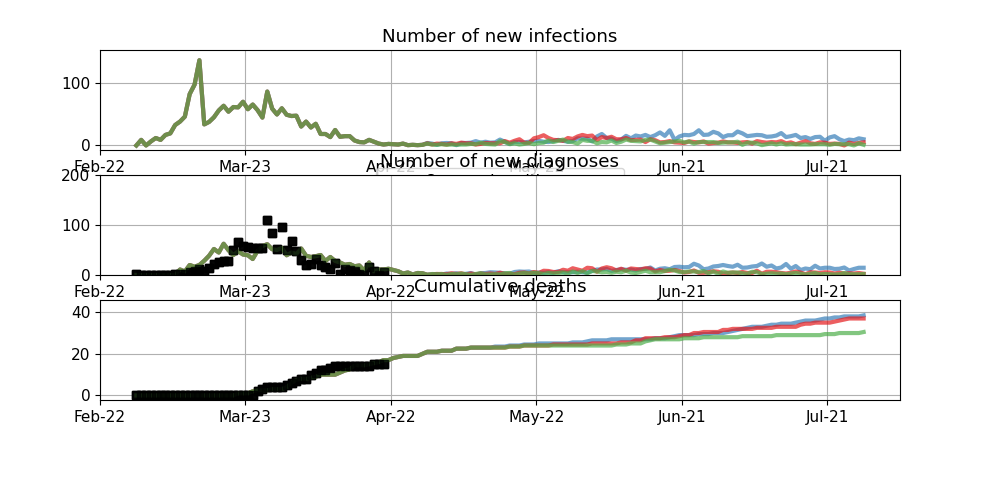 Number of new infections
100
0
Feb-22 Mar-23 Apr-22 May-22 Jun-21 Jul-21
Number of new diagnoses
200
100
0
Feb-22 Mar-23 Apr-22 May-22 Jun-21 Jul-21
Cumulative deaths
40
20
0
Feb-22 Mar-23 Apr-22 May-22 Jun-21 Jul-21